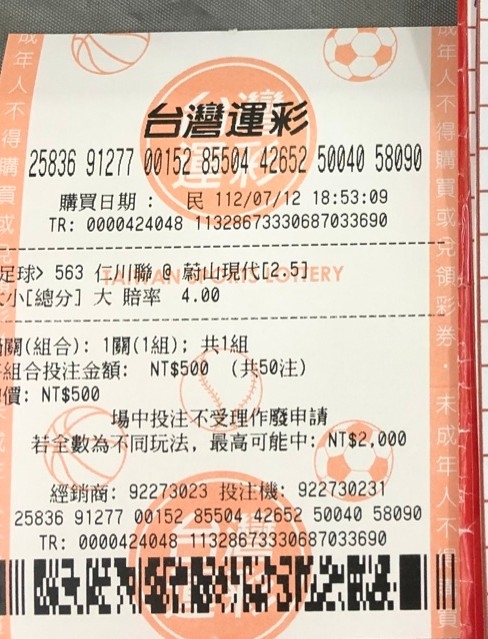 台灣運彩
25836 91277 00152 85504 42652 50040 58090
購買日期: 民 112/07/12 18:53:09
TR: 0000424048 11328673330687033690
足球> 563 仁川聯 @ 蔚山現代[2.5]
TAIWAN SPORTS LOTTERY
大小[總分] 大 賠率 4.00
過關(組合): 1關(1組); 共1組
組合投注金額: NT$500 (共50注)
總價: NT$500
場中投注不受理作廢申請
若全數為不同玩法, 最高可能中: NT$2,000
經銷商: 92273023 投注機: 922730231
25836 91277 00152 85504 42652 50040 58090
TR: 0000424048 11328673330687033690
成年人不得購買或
年人不得購買或兌領彩券・未成年人不